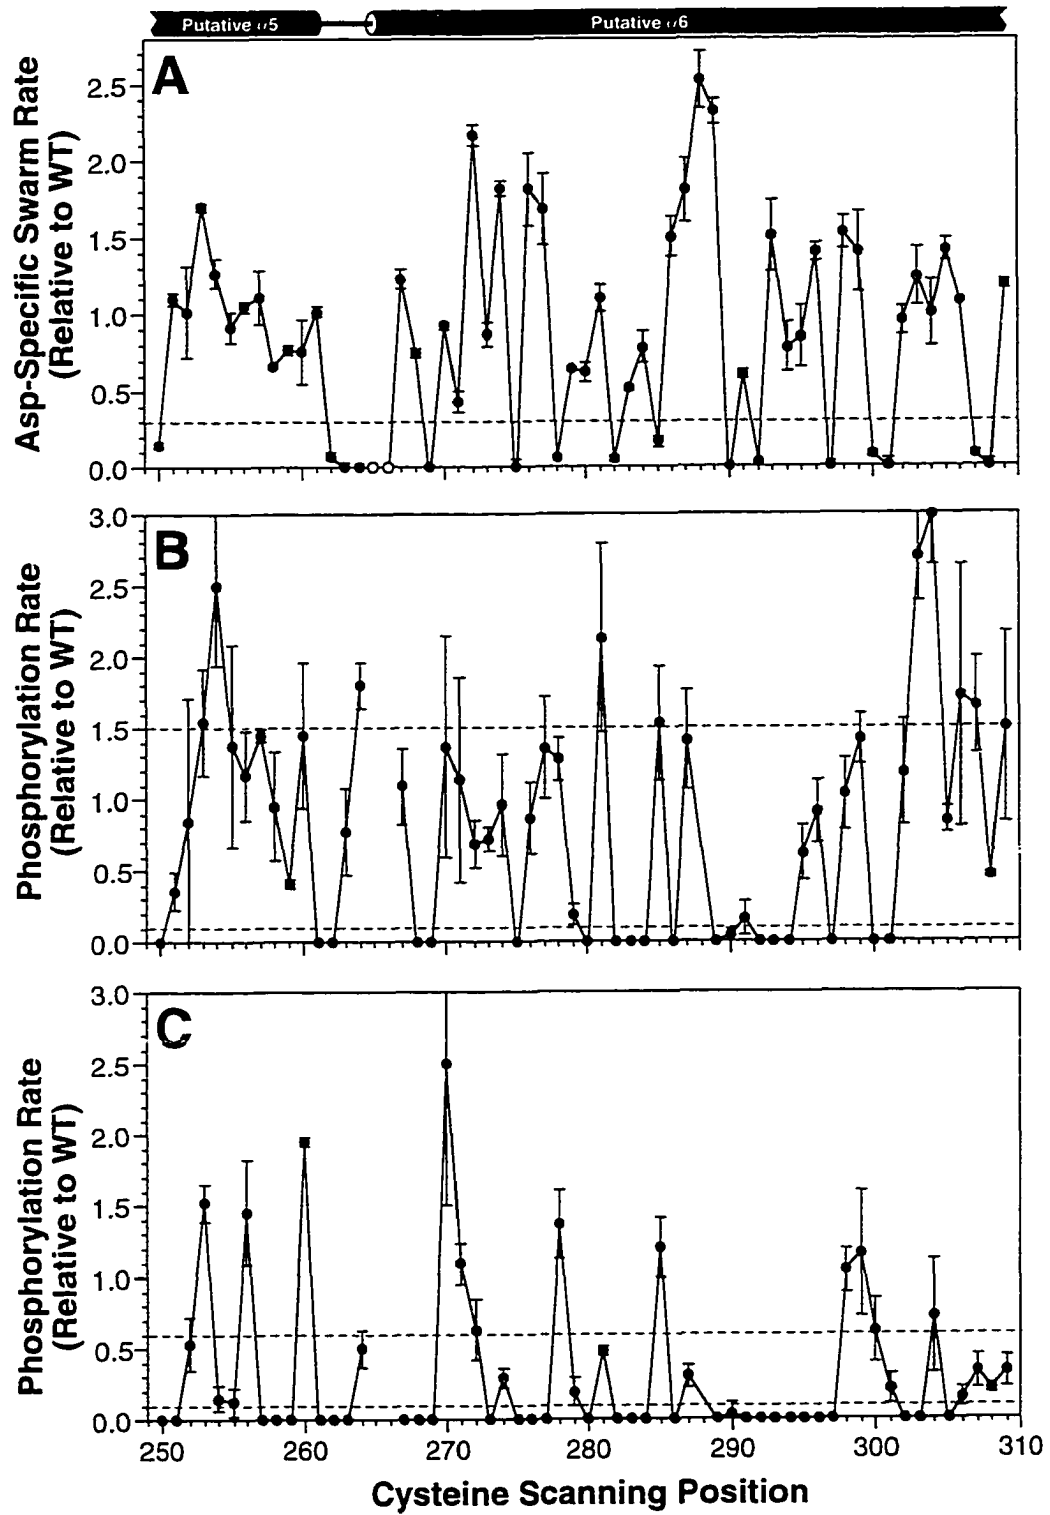 Putative α5 Putative α6
A
Asp-Specific Swarm Rate
(Relative to WT)
2.5
2.0
1.5
1.0
0.5
0.0
B
Phosphorylation Rate
(Relative to WT)
3.0
2.5
2.0
1.5
1.0
0.5
0.0
C
Phosphorylation Rate
(Relative to WT)
3.0
2.5
2.0
1.5
1.0
0.5
0.0
250 260 270 280 290 300 310
Cysteine Scanning Position